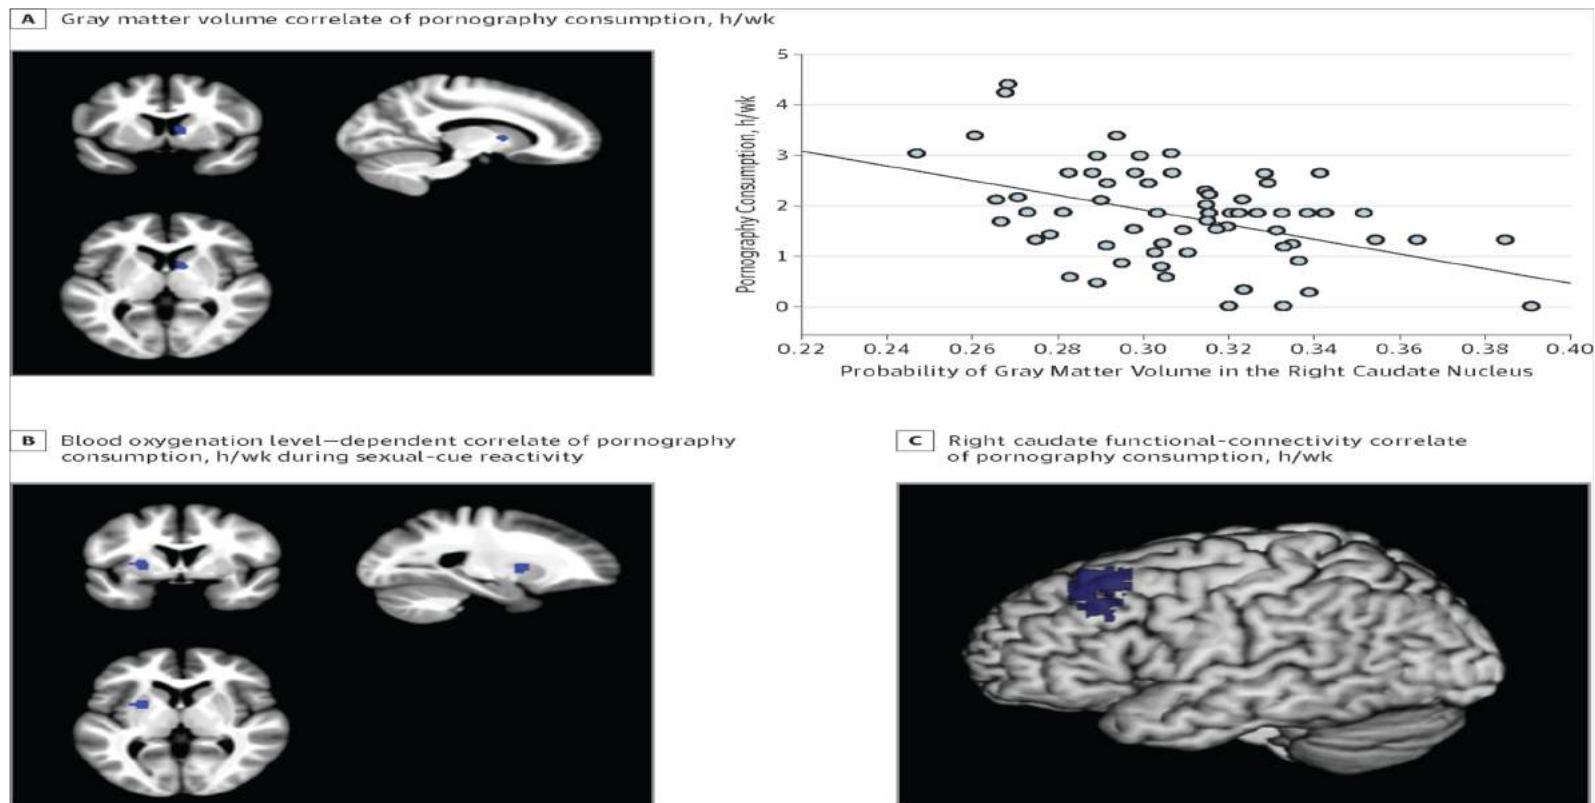 A Gray matter volume correlate of pornography consumption, h/wk
5
4
3
2
1
0
Pornography Consumption, h/wk
0.22 0.24 0.26 0.28 0.30 0.32 0.34 0.36 0.38 0.40
Probability of Gray Matter Volume in the Right Caudate Nucleus
B Blood oxygenation level—dependent correlate of pornography
consumption, h/wk during sexual-cue reactivity
C Right caudate functional-connectivity correlate
of pornography consumption, h/wk